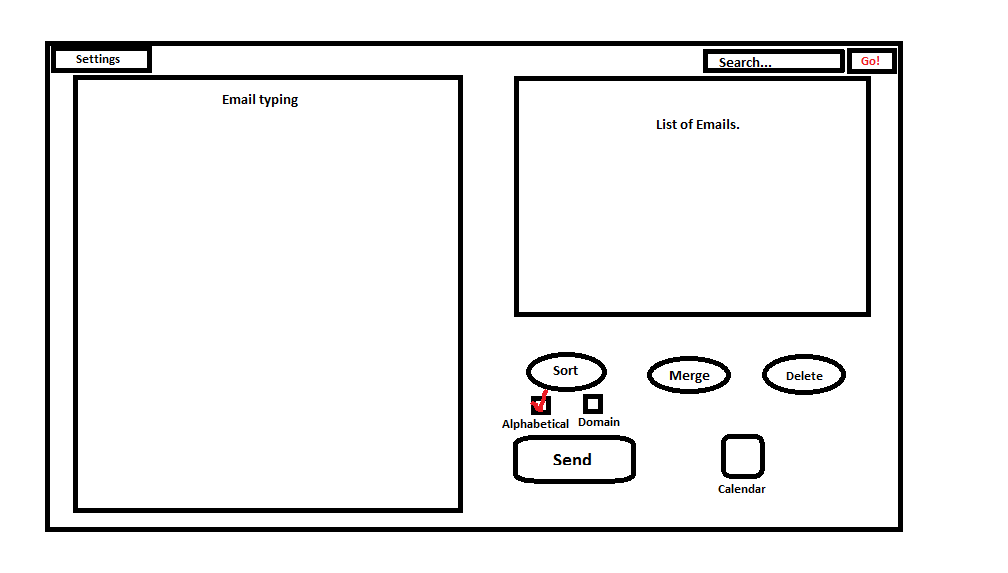 Settings
Search...
Go!
Email typing
List of Emails.
Sort
Merge
Delete
Alphabetical
Domain
Send
Calendar